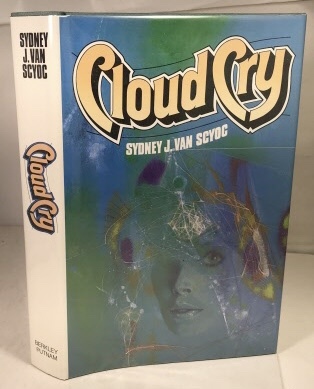 SYDNEY
J. VAN
SCYOC
Cloud Cry
BERKLEY
PUTNAM
Cloud Cry
SYDNEY J. VAN SCYOC